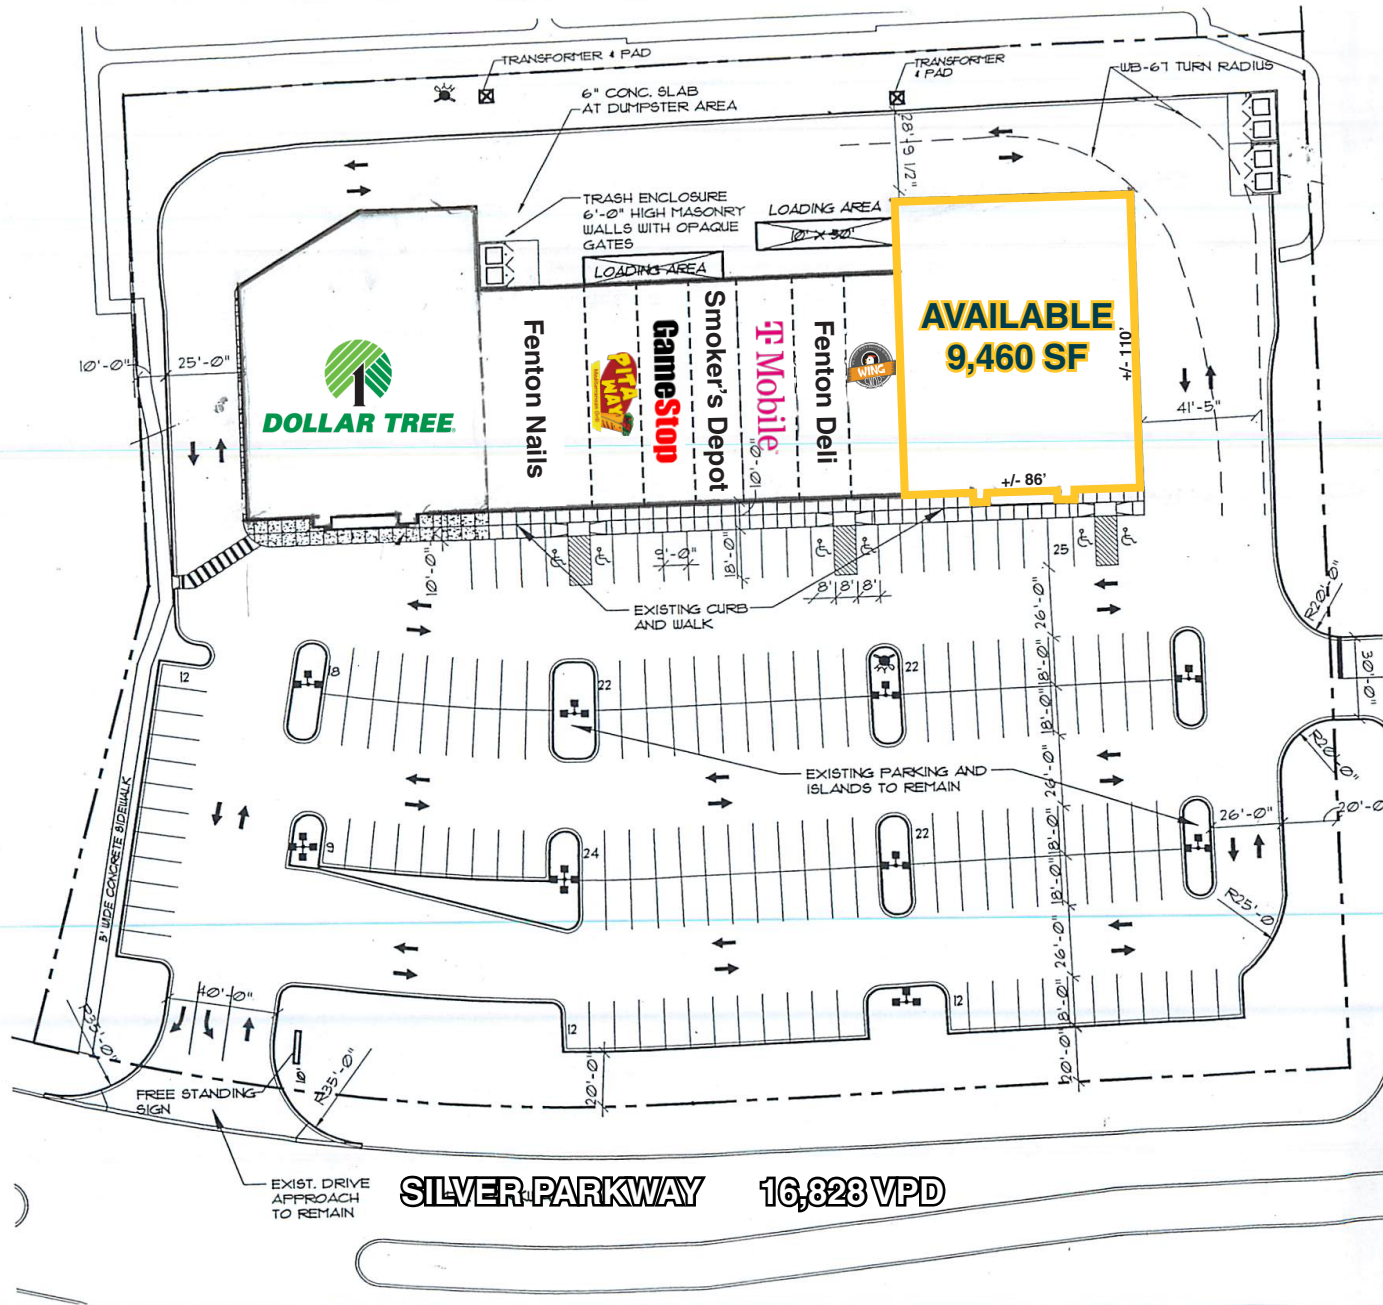 TRANSFORMER & PAD
TRANSFORMER
& PAD
WB-67 TURN RADIUS
6" CONC. SLAB
AT DUMPSTER AREA
28'-9 1/2"
TRASH ENCLOSURE
6'-0" HIGH MASONRY
WALLS WITH OPAQUE
GATES
LOADING AREA
10' X 50'
LOADING AREA
AVAILABLE
9,460 SF
+/- 110'
+/- 86'
10'-0"
25'-0"
41'-5"
1
DOLLAR TREE
Fenton Nails
PITA
WAY
GameStop
Smoker's Depot
T Mobile
Fenton Deli
WING
10'-0"
10'-0"
18'-0"
8'
8'
8'
25
EXISTING CURB
AND WALK
26'-0"
R20'-0"
30'-0"
12
8
22
22
18'-0"
18'-0"
EXISTING PARKING AND
ISLANDS TO REMAIN
26'-0"
R20'-0"
26'-0"
9
24
22
18'-0"
18'-0"
R25'-0
8' WIDE CONCRETE SIDEWALK
26'-0"
40'-0"
R35'-0"
12
12
18'-0"
20'-0"
20'-0"
10'
R35'-0"
FREE STANDING
SIGN
EXIST. DRIVE
APPROACH
TO REMAIN
SILVER PARKWAY 16,828 VPD